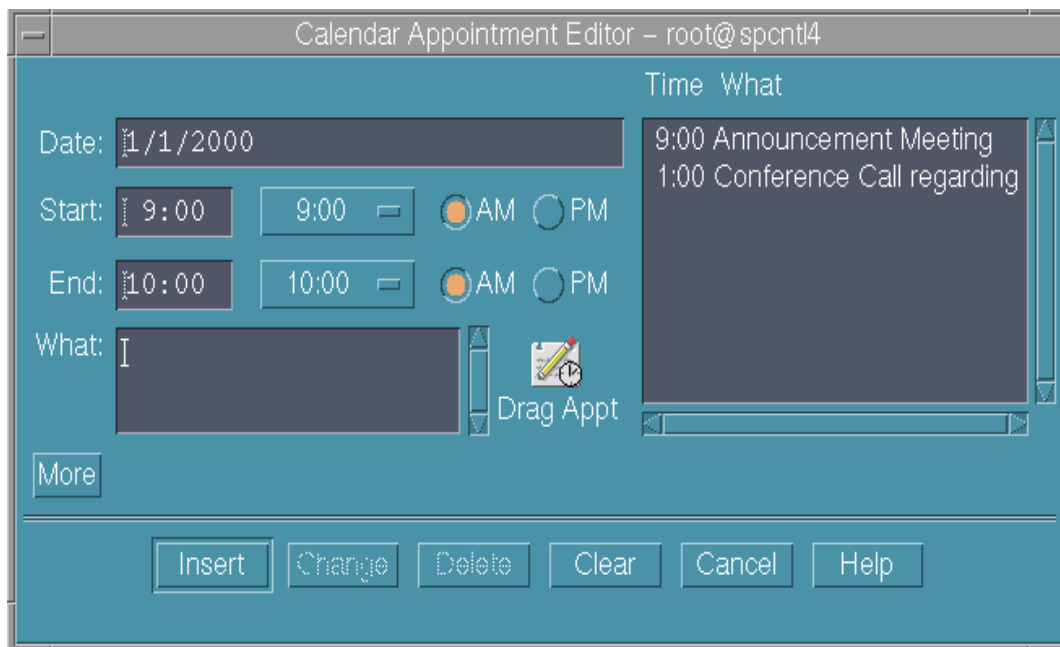 Calendar Appointment Editor – root@spcntl4
Time What
Date: 1/1/2000
9:00 Announcement Meeting
1:00 Conference Call regarding
Start: 9:00 9:00 AM PM
End: 10:00 10:00 AM PM
What:
Drag Appt
More
Insert Change Delete Clear Cancel Help